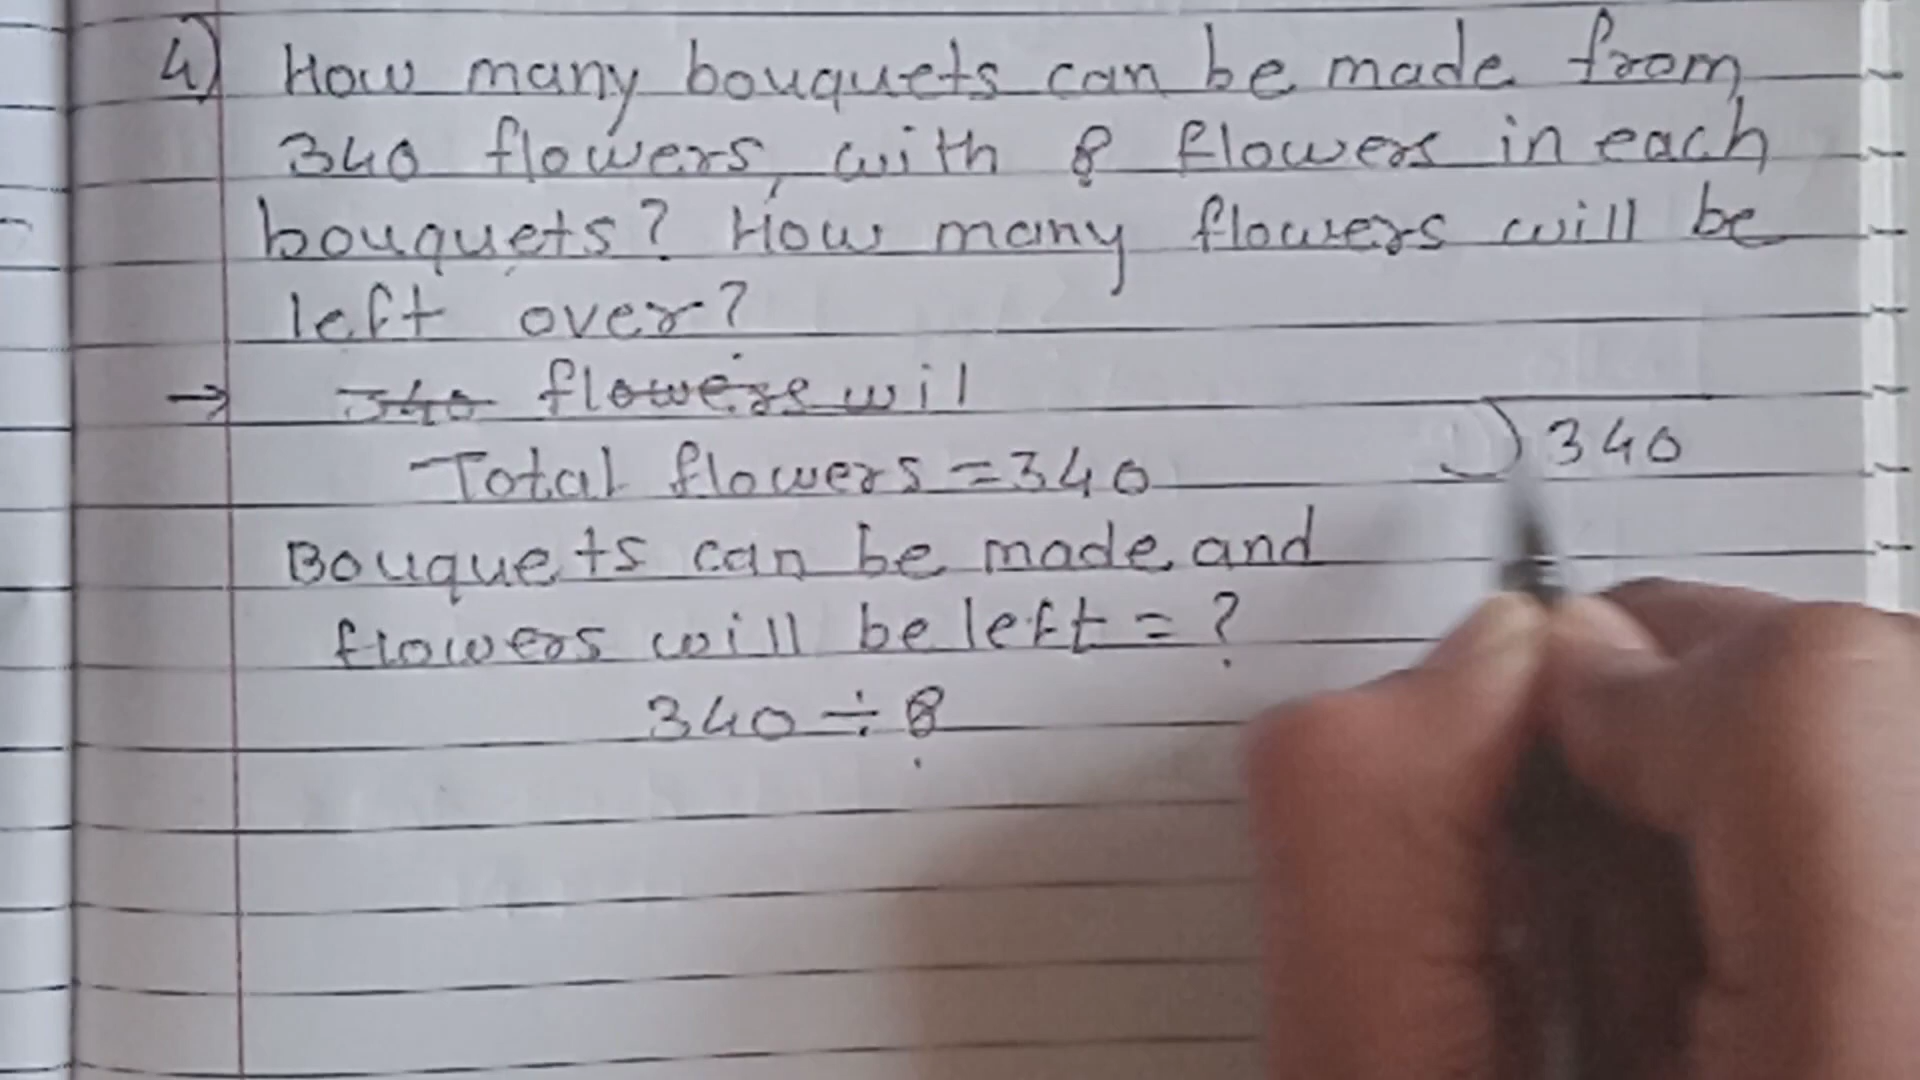 4) How many bouquets can be made from
340 flowers, with 8 flowers in each
bouquets? How many flowers will be
left over?
→ 340 flowers wil
Total flowers = 340
)340
Bouquets can be made and
flowers will be left = ?
340 ÷ 8